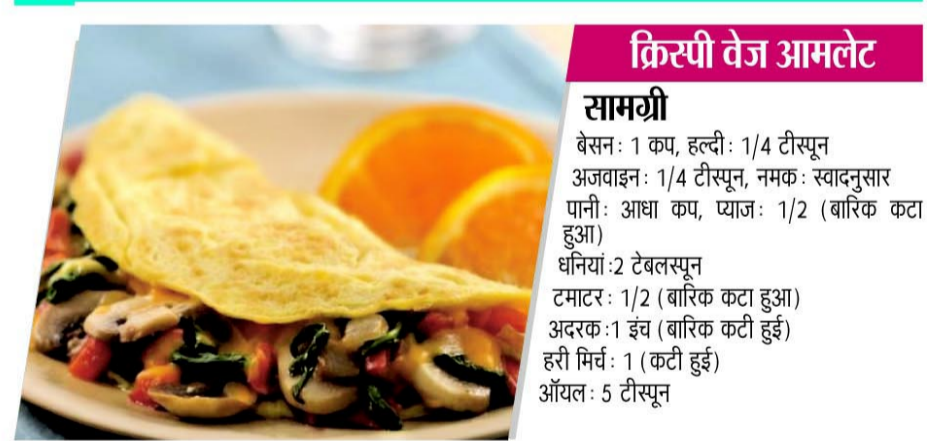 क्रिस्पी वेज आमलेट
सामग्री
बेसन: 1 कप, हल्दी: 1/4 टीस्पून
अजवाइन: 1/4 टीस्पून, नमक: स्वादनुसार
पानी: आधा कप, प्याज: 1/2 (बारिक कटा
हुआ)
धनियां:2 टेबलस्पून
टमाटर: 1/2 (बारिक कटा हुआ)
अदरक:1 इंच (बारिक कटी हुई)
हरी मिर्च: 1 (कटी हुई)
ऑयल: 5 टीस्पून